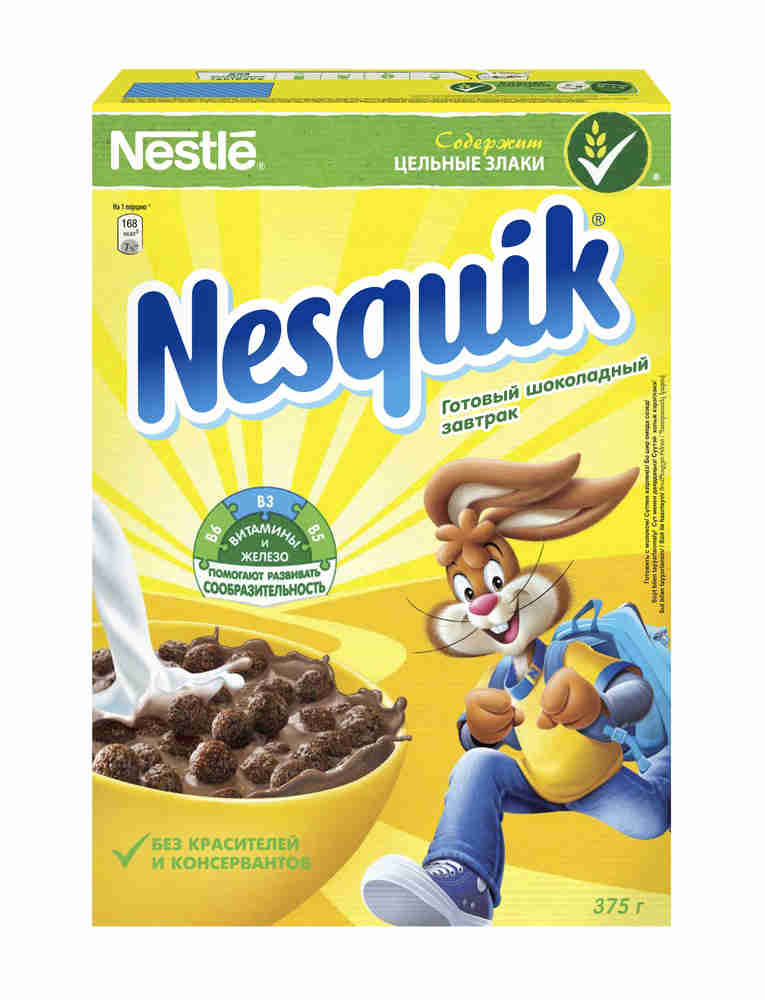 Nestlé®
Содержит
ЦЕЛЬНЫЕ ЗЛАКИ
®
На 1 порцию*
168
ккал
Nesquik®
Готовый шоколадный
завтрак
B6 B3 B5
ВИТАМИНЫ
И
ЖЕЛЕЗО
ПОМОГАЮТ РАЗВИВАТЬ
СООБРАЗИТЕЛЬНОСТЬ
БЕЗ КРАСИТЕЛЕЙ
И КОНСЕРВАНТОВ
375 г